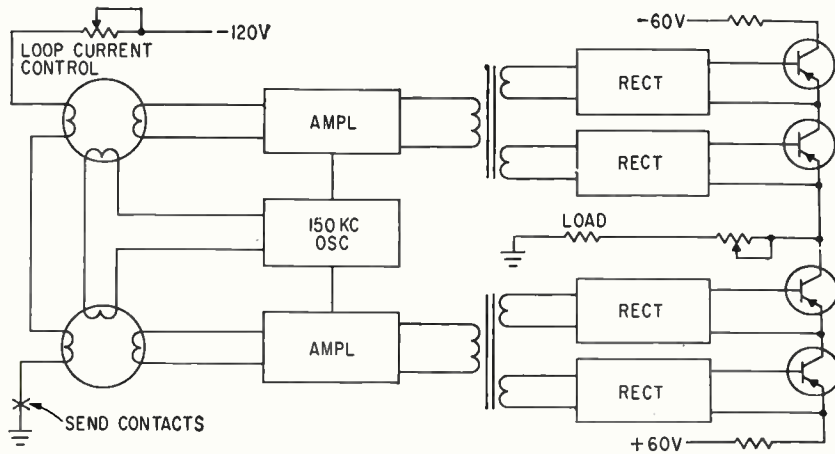 -120V
LOOP CURRENT
CONTROL
-60V
AMPL
RECT
RECT
150 KC
OSC
LOAD
AMPL
RECT
RECT
SEND CONTACTS
+60V